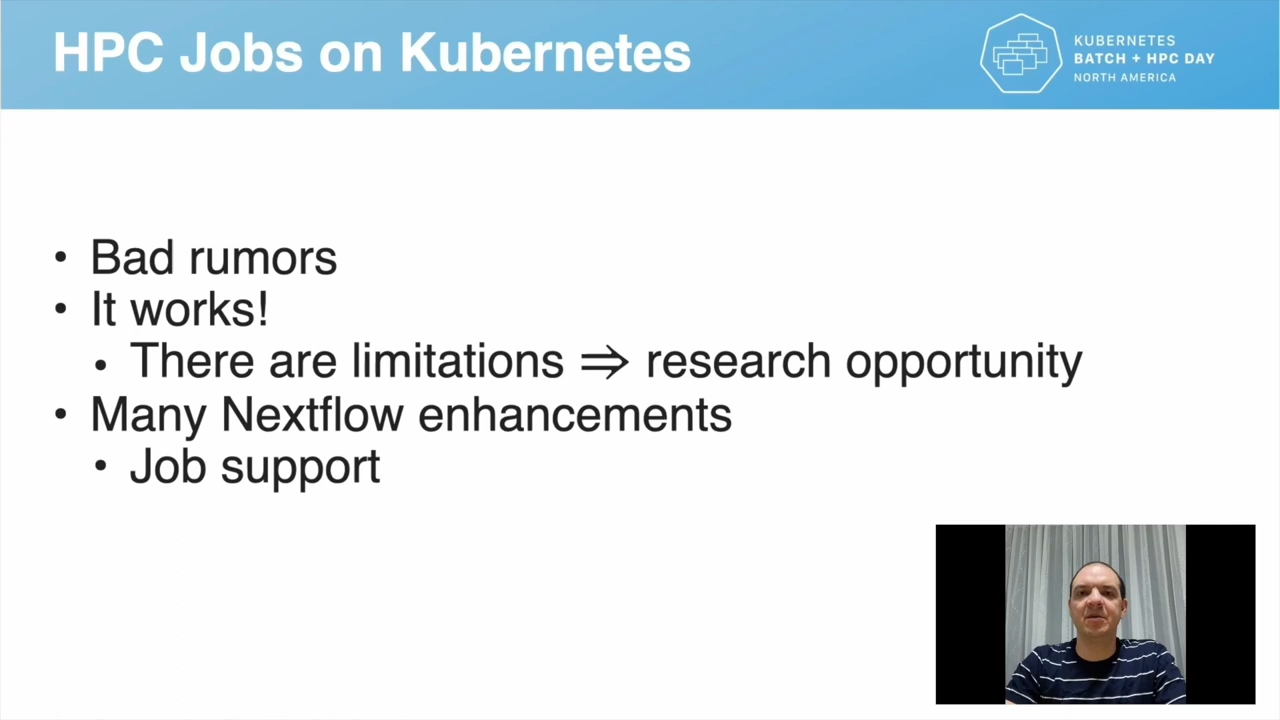 HPC Jobs on Kubernetes
KUBERNETES
BATCH + HPC DAY
NORTH AMERICA
• Bad rumors
• It works!
• There are limitations ⇒ research opportunity
• Many Nextflow enhancements
• Job support